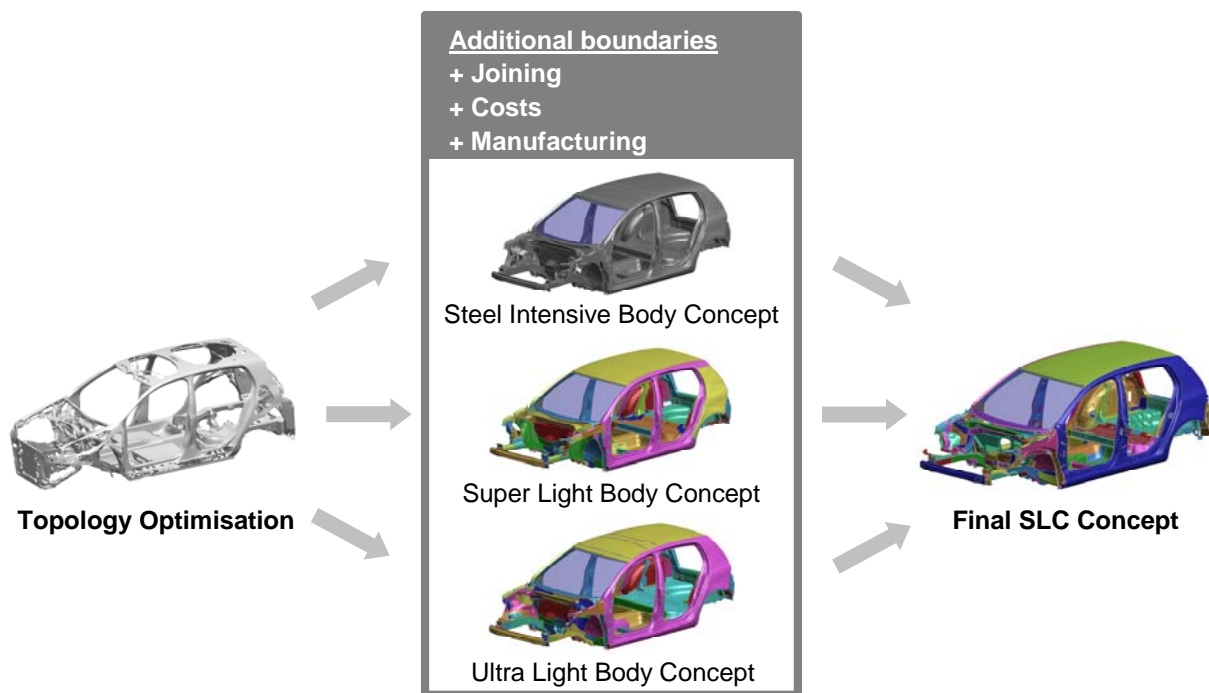 Additional boundaries
+ Joining
+ Costs
+ Manufacturing
Steel Intensive Body Concept
Super Light Body Concept
Topology Optimisation
Final SLC Concept
Ultra Light Body Concept